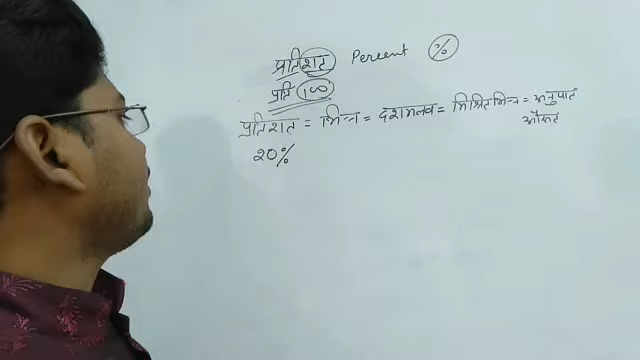 प्रतिशत Percent %
प्रति 100
प्रतिशत = भिन्न = दशमलव = मिश्रितभिन्न = अनुपात
औसत
20%